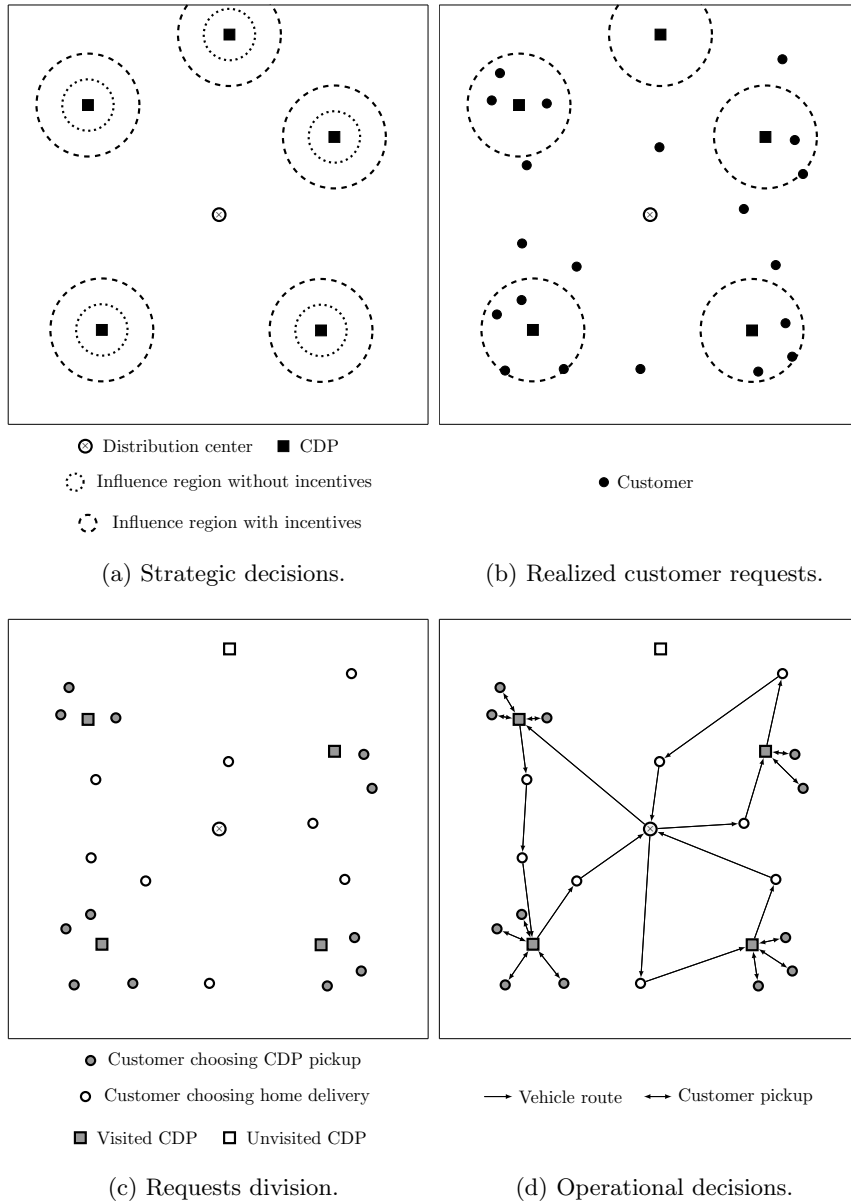 Distribution center CDP
Influence region without incentives
Influence region with incentives
Customer
(a) Strategic decisions.
(b) Realized customer requests.
Customer choosing CDP pickup
Customer choosing home delivery
Visited CDP Unvisited CDP
Vehicle route Customer pickup
(c) Requests division.
(d) Operational decisions.